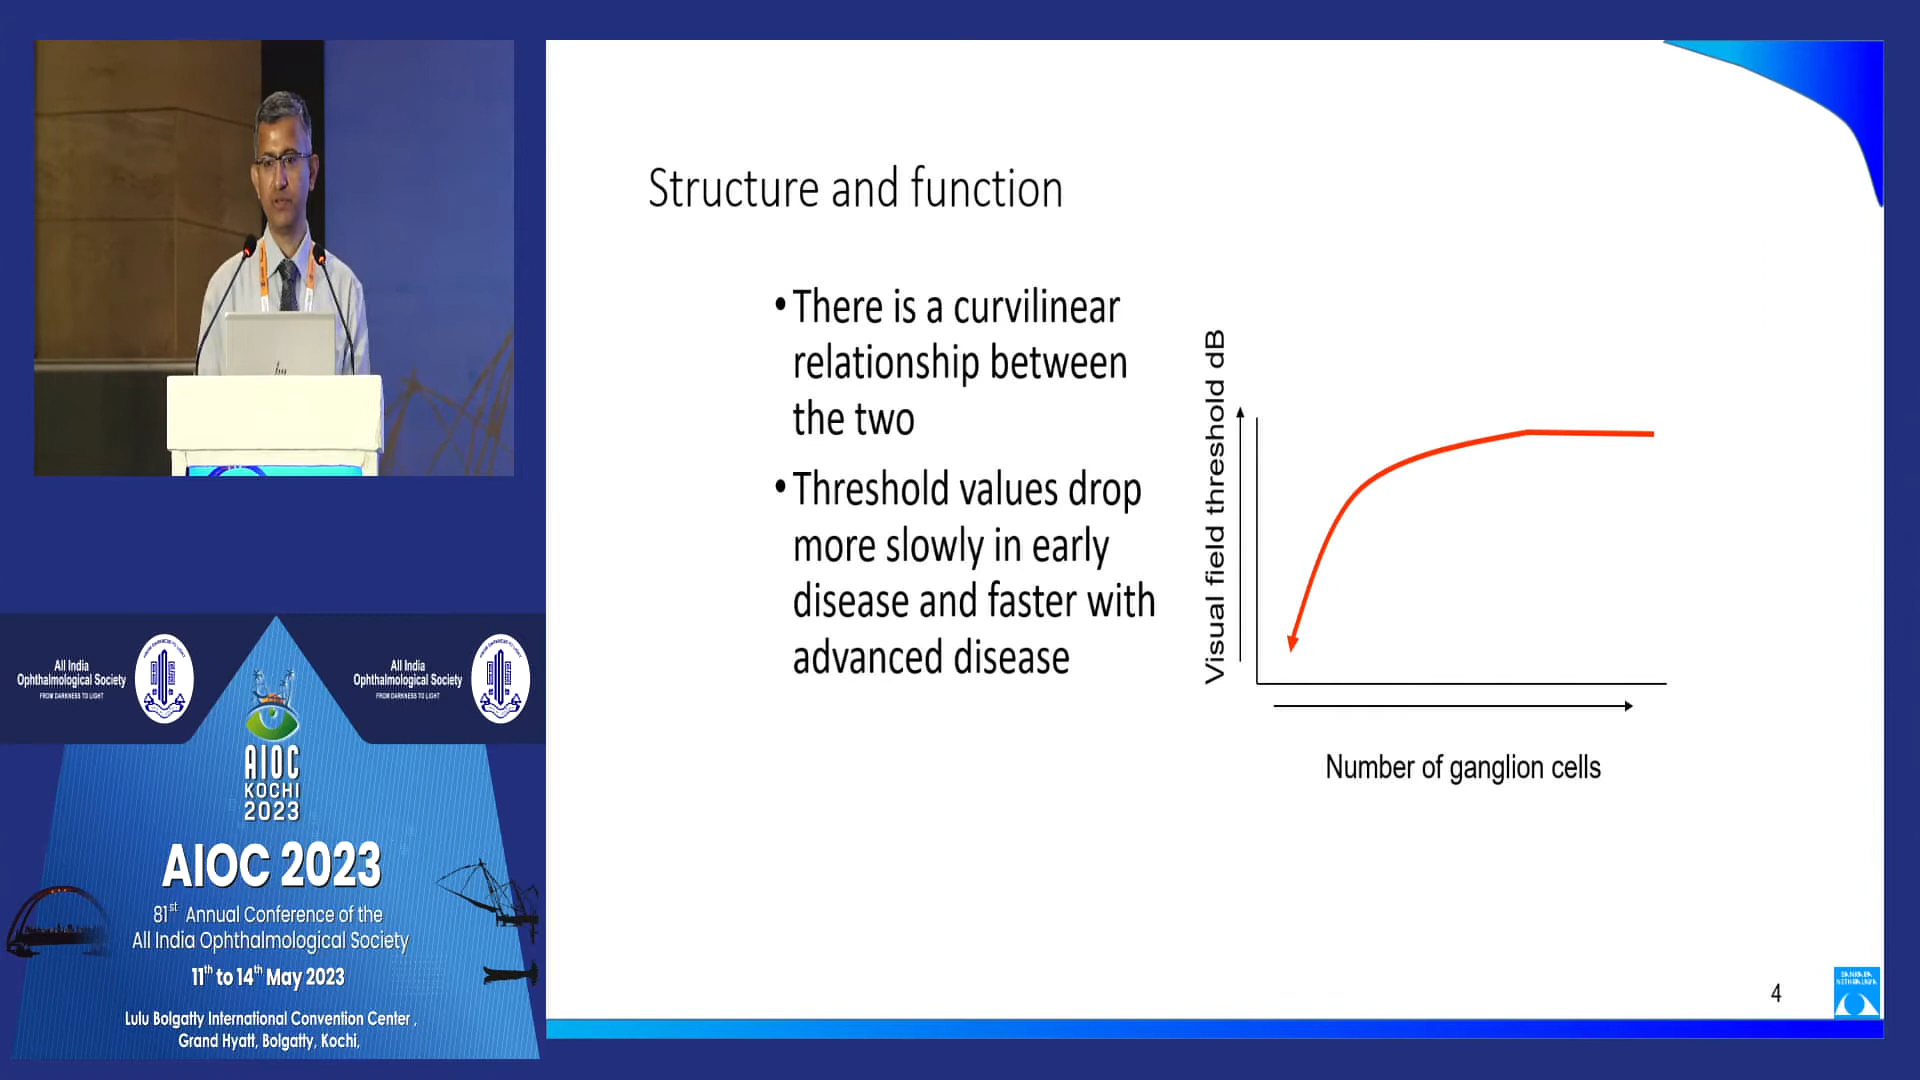 Structure and function
•There is a curvilinear
relationship between
the two
•Threshold values drop
more slowly in early
disease and faster with
advanced disease
Visual field threshold dB
Number of ganglion cells
4
All India
Ophthalmological Society
FROM DARKNESS TO LIGHT
All India
Ophthalmological Society
FROM DARKNESS TO LIGHT
AIOC
KOCHI
2023
AIOC 2023
81st Annual Conference of the
All India Ophthalmological Society
11th to 14th May 2023
Lulu Bolgatty International Convention Center ,
Grand Hyatt, Bolgatty, Kochi,